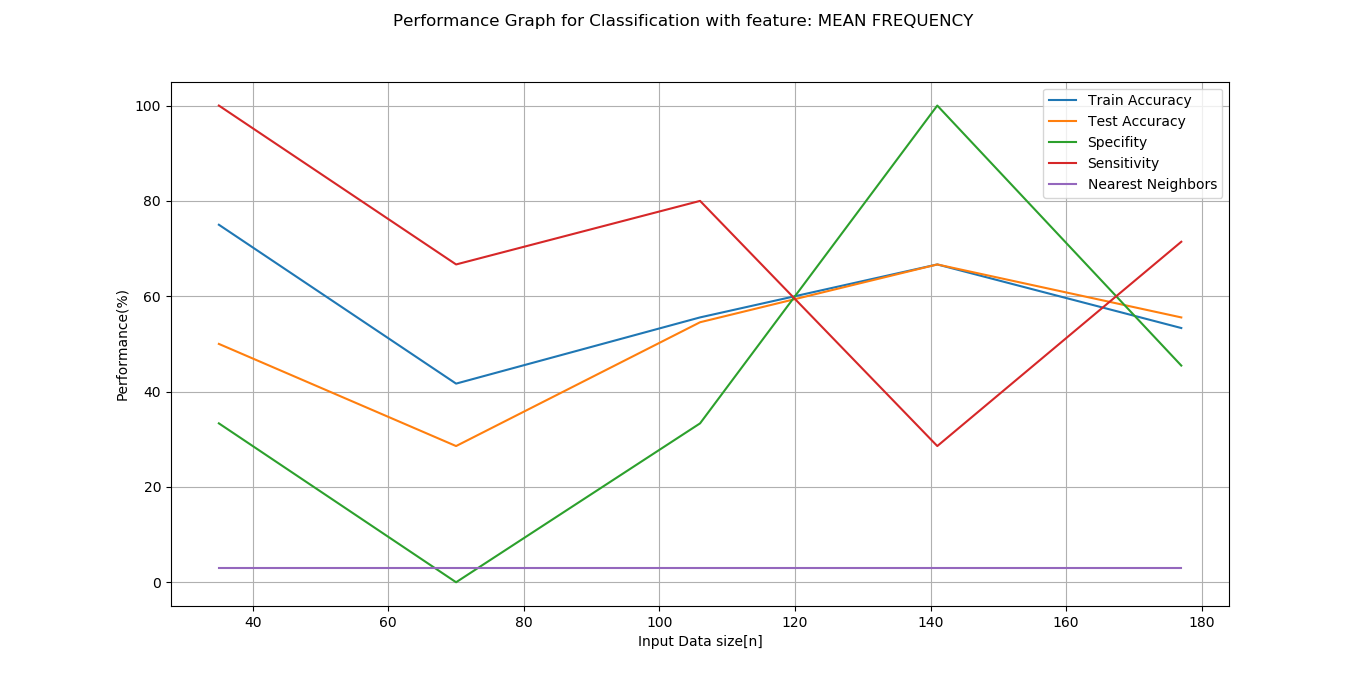 Performance Graph for Classification with feature: MEAN FREQUENCY
Train Accuracy
Test Accuracy
Specifity
Sensitivity
Nearest Neighbors
Performance(%)
100
80
60
40
20
0
40 60 80 100 120 140 160 180
Input Data size[n]